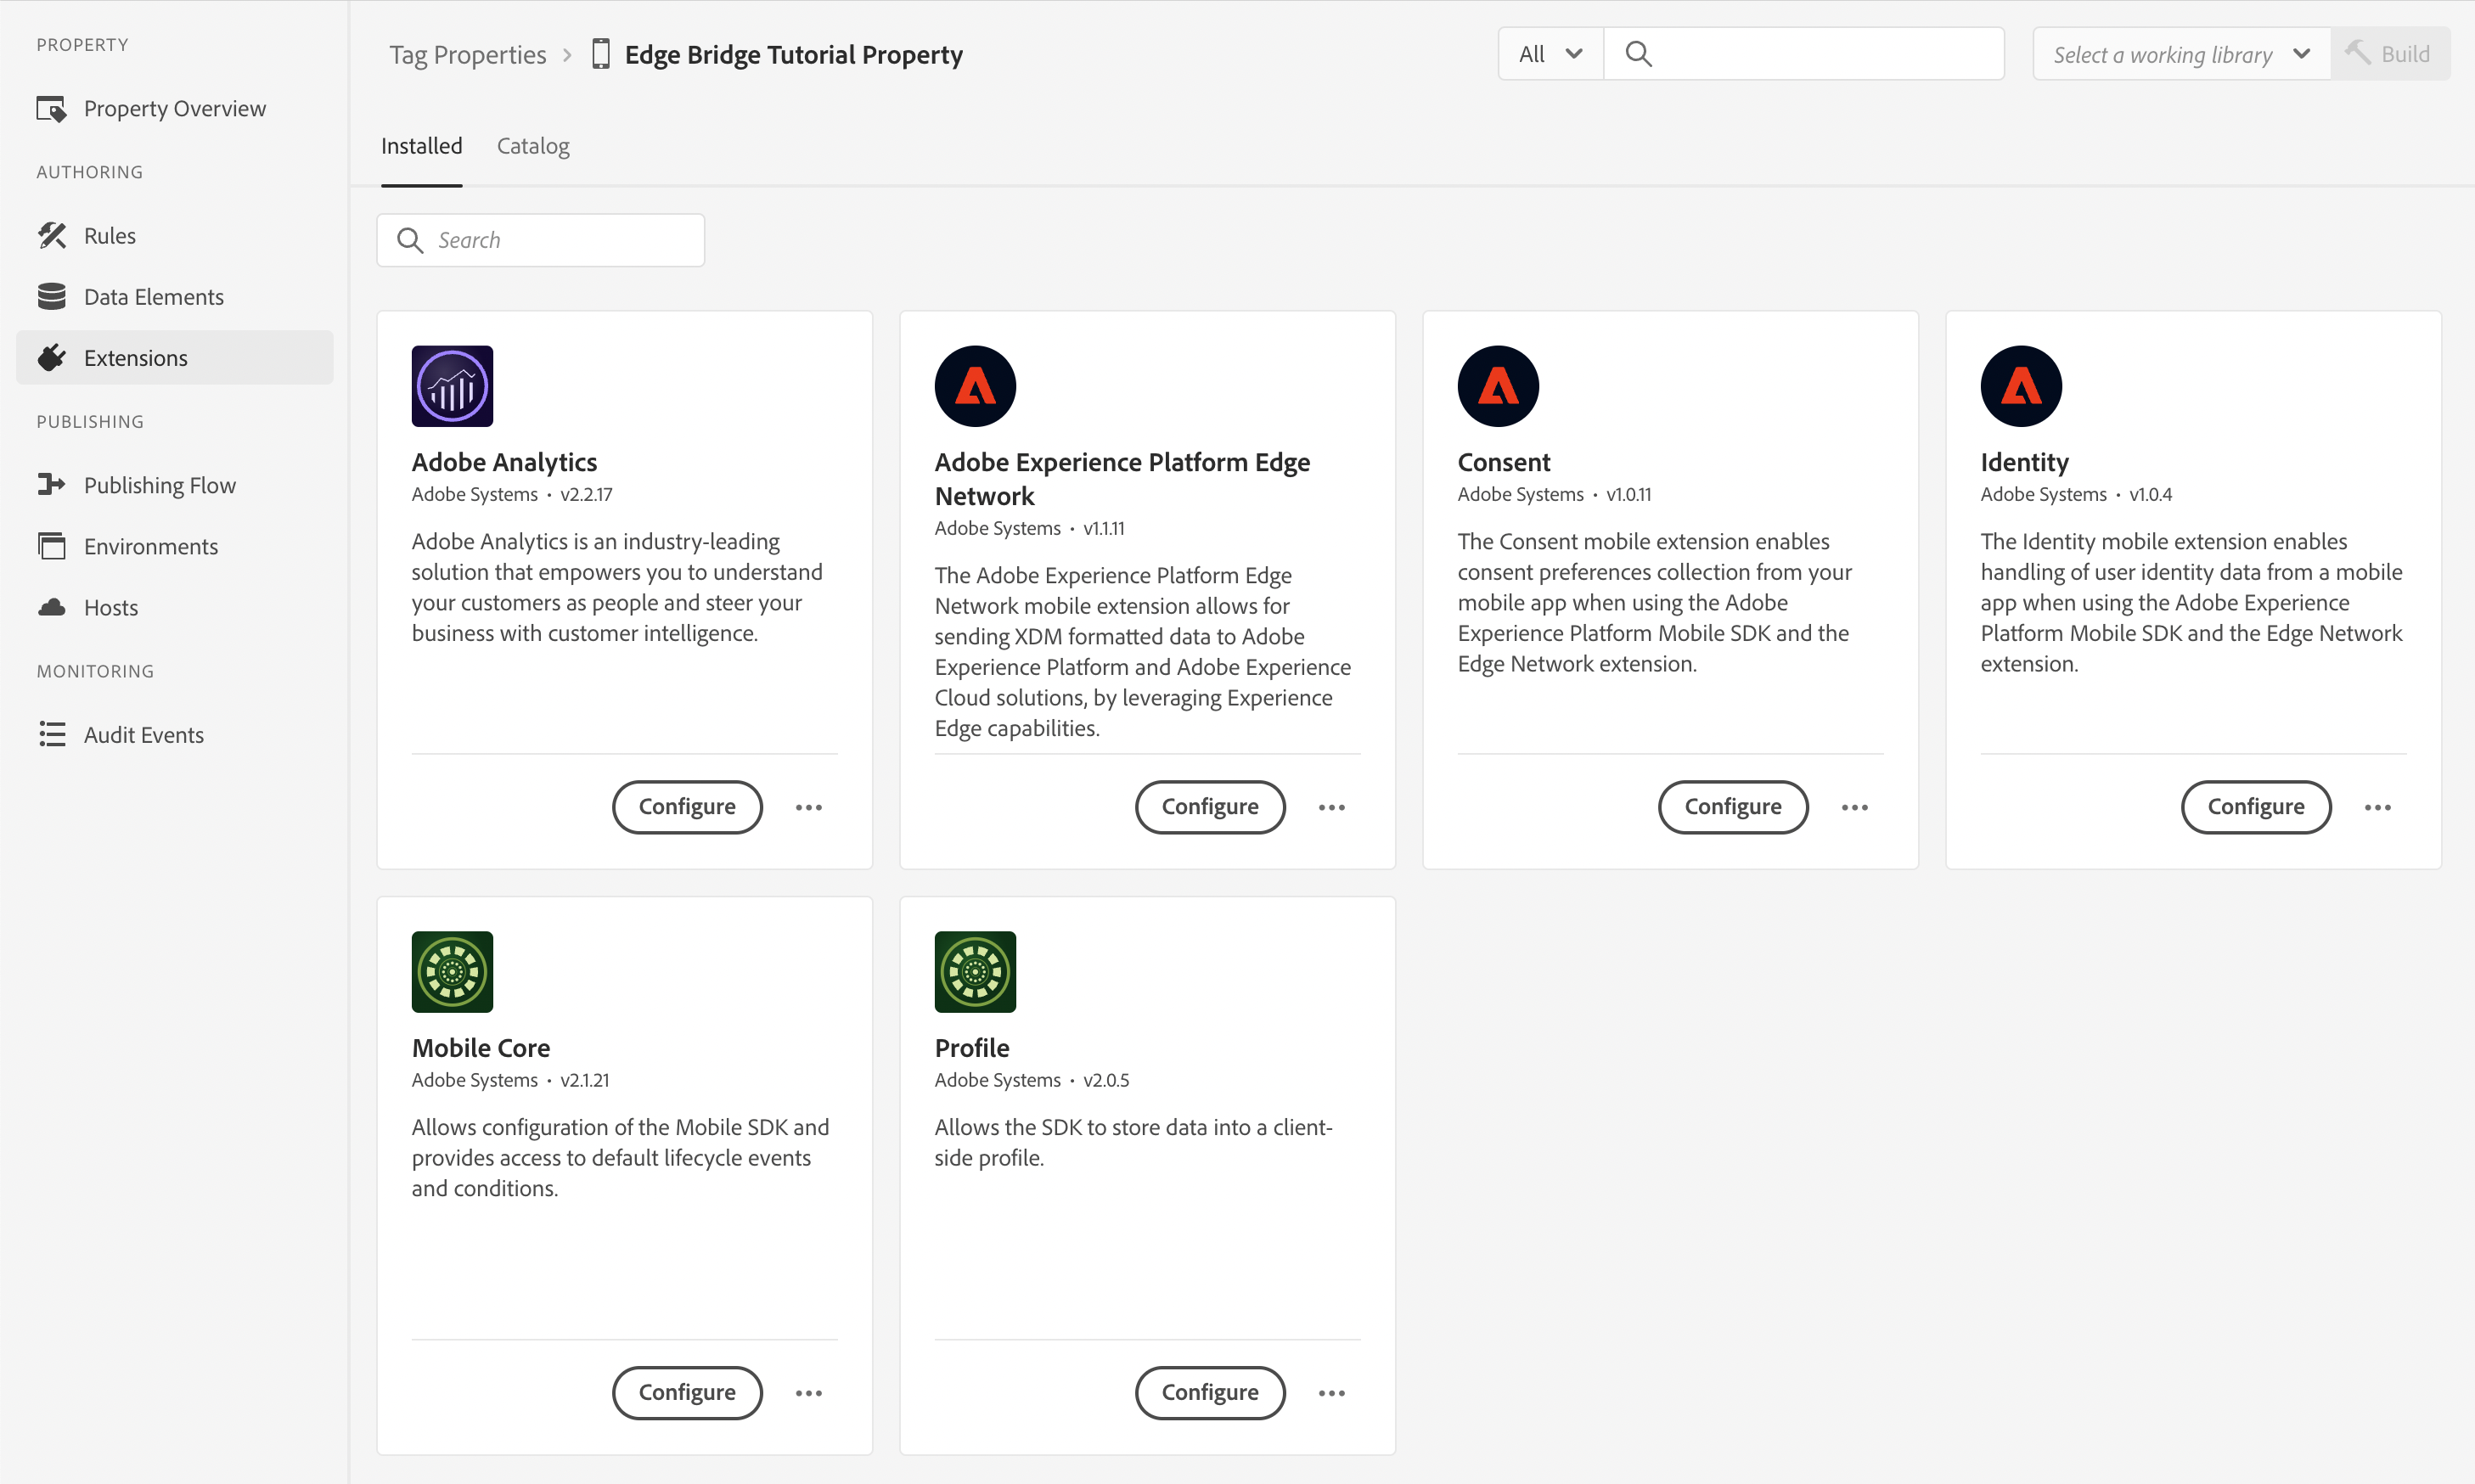 PROPERTY
Property Overview
AUTHORING
Rules
Data Elements
Extensions
PUBLISHING
Publishing Flow
Environments
Hosts
MONITORING
Audit Events
Tag Properties
Edge Bridge Tutorial Property
All
Select a working library
Build
Installed
Catalog
Search
Adobe Analytics
Adobe Systems • v2.2.17
Adobe Analytics is an industry-leading
solution that empowers you to understand
your customers as people and steer your
business with customer intelligence.
Configure
Adobe Experience Platform Edge
Network
Adobe Systems • v1.1.11
The Adobe Experience Platform Edge
Network mobile extension allows for
sending XDM formatted data to Adobe
Experience Platform and Adobe Experience
Cloud solutions, by leveraging Experience
Edge capabilities.
Configure
Consent
Adobe Systems • v1.0.11
The Consent mobile extension enables
consent preferences collection from your
mobile app when using the Adobe
Experience Platform Mobile SDK and the
Edge Network extension.
Configure
Identity
Adobe Systems • v1.0.4
The Identity mobile extension enables
handling of user identity data from a mobile
app when using the Adobe Experience
Platform Mobile SDK and the Edge Network
extension.
Configure
Mobile Core
Adobe Systems • v2.1.21
Allows configuration of the Mobile SDK and
provides access to default lifecycle events
and conditions.
Configure
Profile
Adobe Systems • v2.0.5
Allows the SDK to store data into a client-
side profile.
Configure